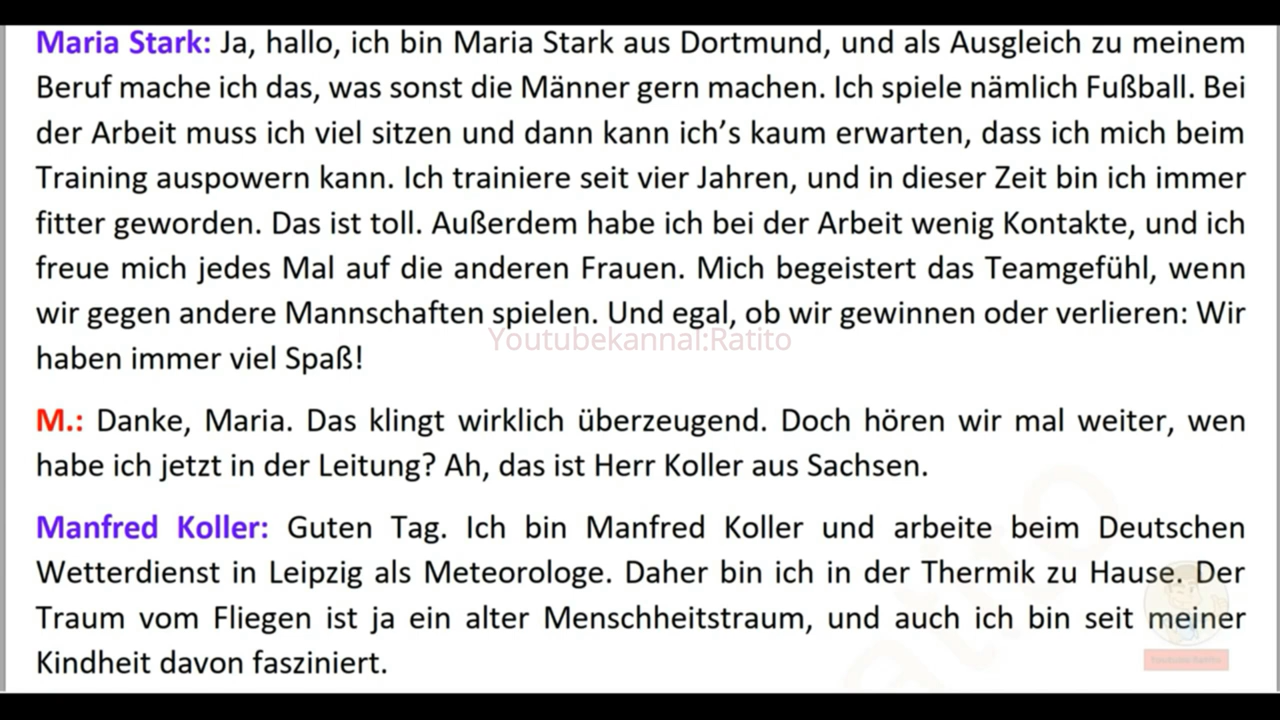 Maria Stark: Ja, hallo, ich bin Maria Stark aus Dortmund, und als Ausgleich zu meinem
Beruf mache ich das, was sonst die Männer gern machen. Ich spiele nämlich Fußball. Bei
der Arbeit muss ich viel sitzen und dann kann ich’s kaum erwarten, dass ich mich beim
Training auspowern kann. Ich trainiere seit vier Jahren, und in dieser Zeit bin ich immer
fitter geworden. Das ist toll. Außerdem habe ich bei der Arbeit wenig Kontakte, und ich
freue mich jedes Mal auf die anderen Frauen. Mich begeistert das Teamgefühl, wenn
wir gegen andere Mannschaften spielen. Und egal, ob wir gewinnen oder verlieren: Wir
Youtubekannal:Ratito
haben immer viel Spaß!
M.: Danke, Maria. Das klingt wirklich überzeugend. Doch hören wir mal weiter, wen
habe ich jetzt in der Leitung? Ah, das ist Herr Koller aus Sachsen.
Manfred Koller: Guten Tag. Ich bin Manfred Koller und arbeite beim Deutschen
Wetterdienst in Leipzig als Meteorologe. Daher bin ich in der Thermik zu Hause. Der
Traum vom Fliegen ist ja ein alter Menschheitstraum, und auch ich bin seit meiner
Kindheit davon fasziniert.